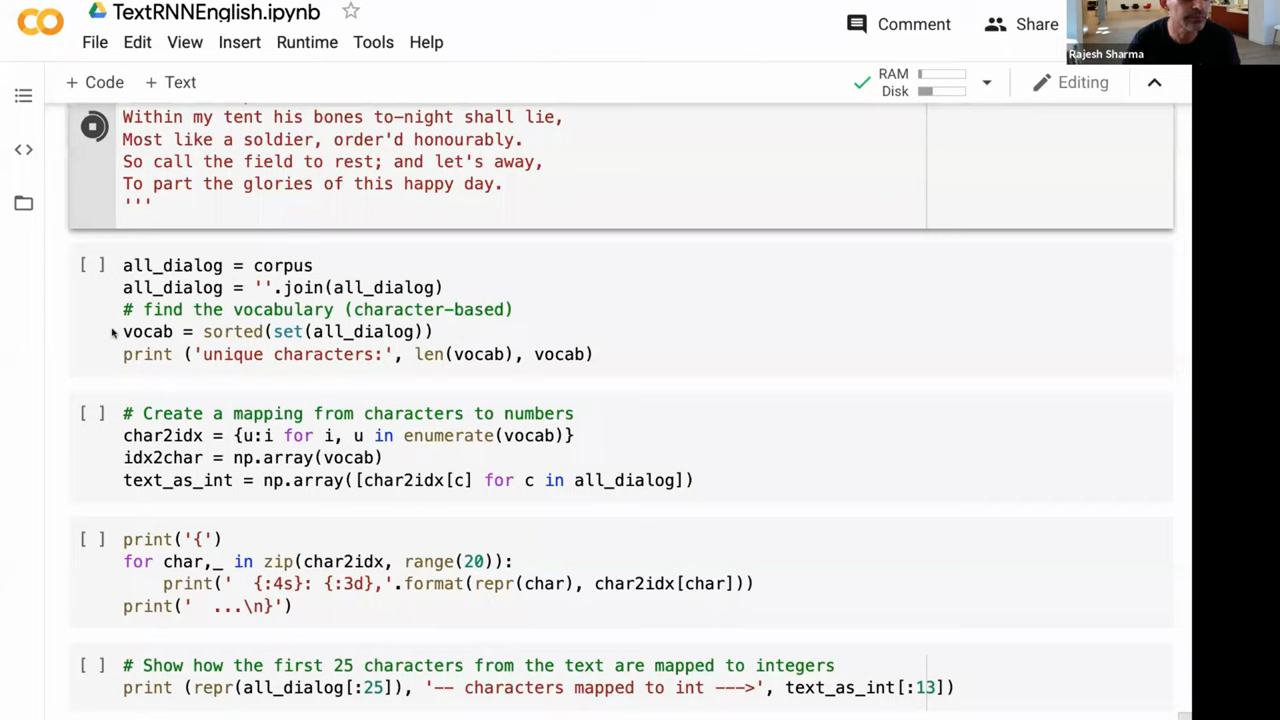 CO
TextRNNEnglish.ipynb
Comment
Share
Rajesh Sharma
File Edit View Insert Runtime Tools Help
+ Code + Text
RAM
Disk
Editing
Within my tent his bones to-night shall lie,
Most like a soldier, order'd honourably.
So call the field to rest; and let's away,
To part the glories of this happy day.
'''
[ ] all_dialog = corpus
all_dialog = ''.join(all_dialog)
# find the vocabulary (character-based)
vocab = sorted(set(all_dialog))
print ('unique characters:', len(vocab), vocab)
[ ] # Create a mapping from characters to numbers
char2idx = {u:i for i, u in enumerate(vocab)}
idx2char = np.array(vocab)
text_as_int = np.array([char2idx[c] for c in all_dialog])
[ ] print('{')
for char,_ in zip(char2idx, range(20)):
    print('  {:4s}: {:3d},'.format(repr(char), char2idx[char]))
print('  ...\n}')
[ ] # Show how the first 25 characters from the text are mapped to integers
print (repr(all_dialog[:25]), '-- characters mapped to int --->', text_as_int[:13])